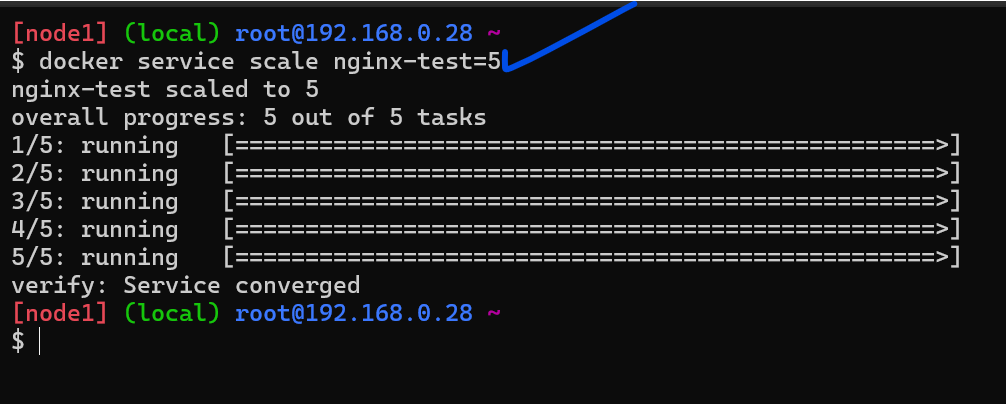 [node1] (local) root@192.168.0.28 ~
$ docker service scale nginx-test=5
nginx-test scaled to 5
overall progress: 5 out of 5 tasks
1/5: running   [==================================================>]
2/5: running   [==================================================>]
3/5: running   [==================================================>]
4/5: running   [==================================================>]
5/5: running   [==================================================>]
verify: Service converged
[node1] (local) root@192.168.0.28 ~
$